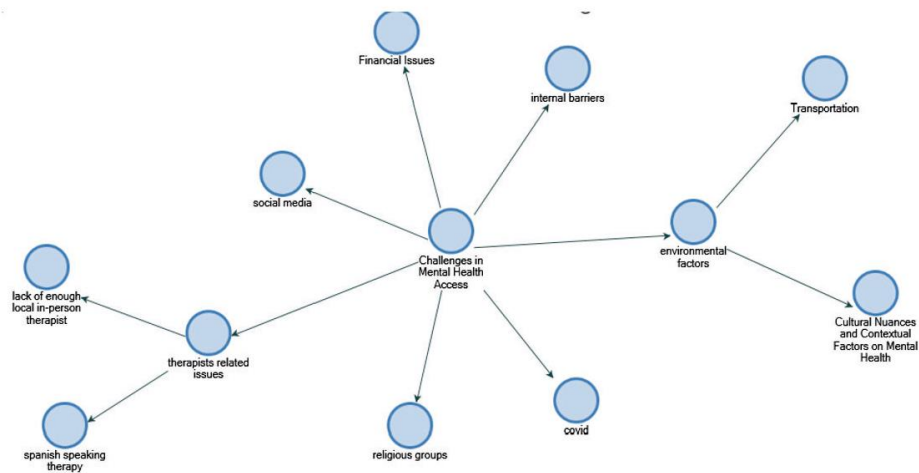 Financial Issues
internal barriers
Transportation
social media
Challenges in
Mental Health
Access
environmental
factors
lack of enough
local in-person
therapist
Cultural Nuances
and Contextual
Factors on Mental
Health
therapists related
issues
spanish speaking
therapy
religious groups
covid